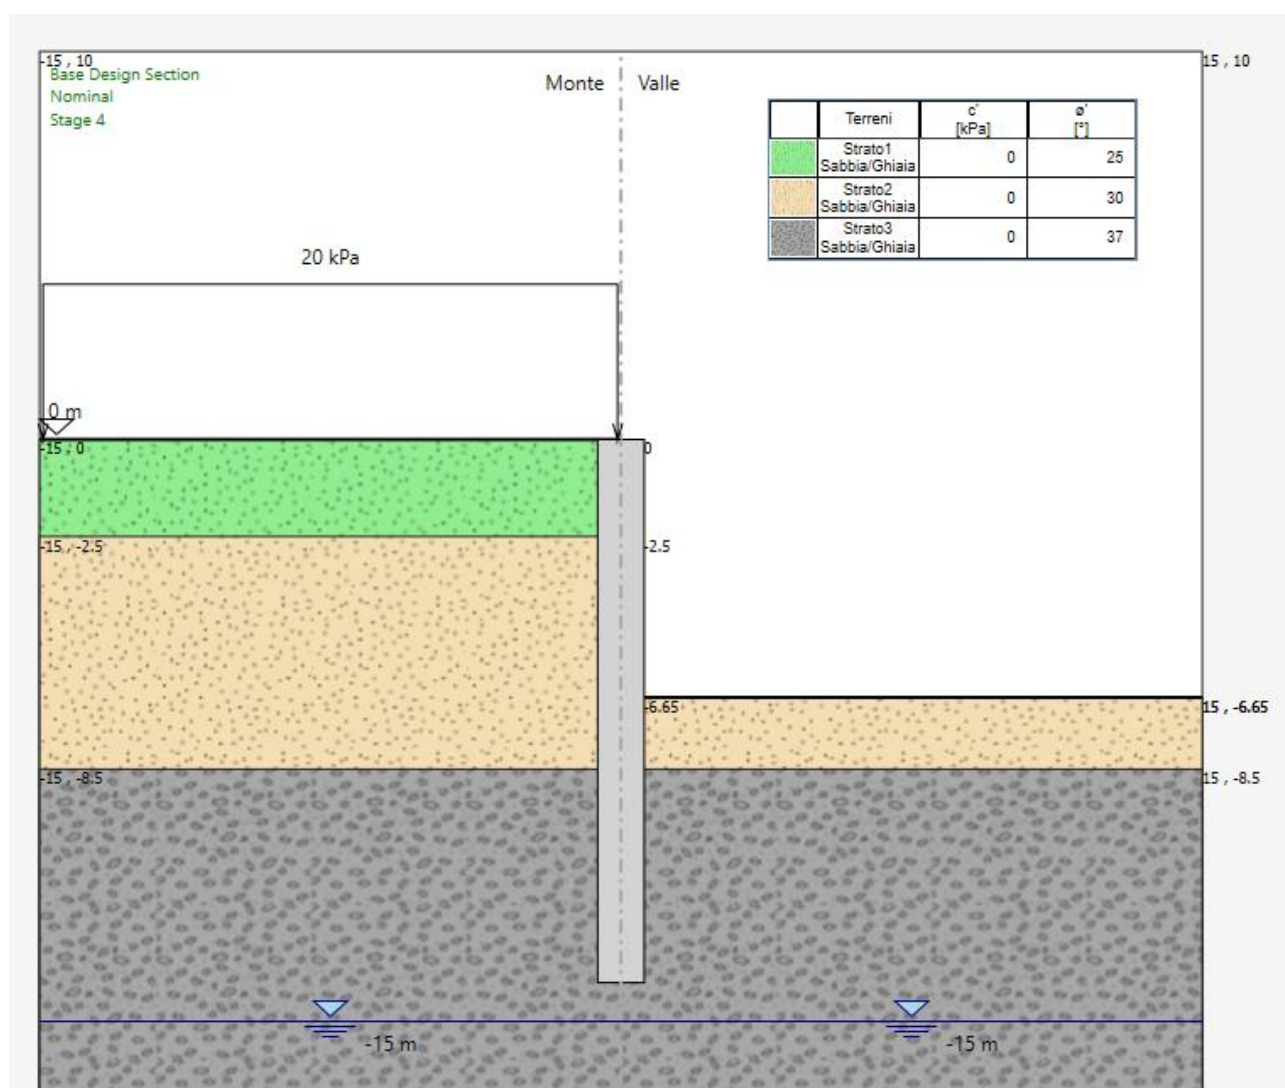 -15 , 10
15 , 10
Base Design Section
Nominal
Stage 4
Monte
Valle
Terreni
c'
[kPa]
ø'
[°]
Strato1
Sabbia/Ghiaia
0
25
Strato2
Sabbia/Ghiaia
0
30
Strato3
Sabbia/Ghiaia
0
37
20 kPa
0 m
-15 , 0
0
-15 , -2.5
-2.5
-6.65
15 , -6.65
-15 , -8.5
15 , -8.5
-15 m
-15 m